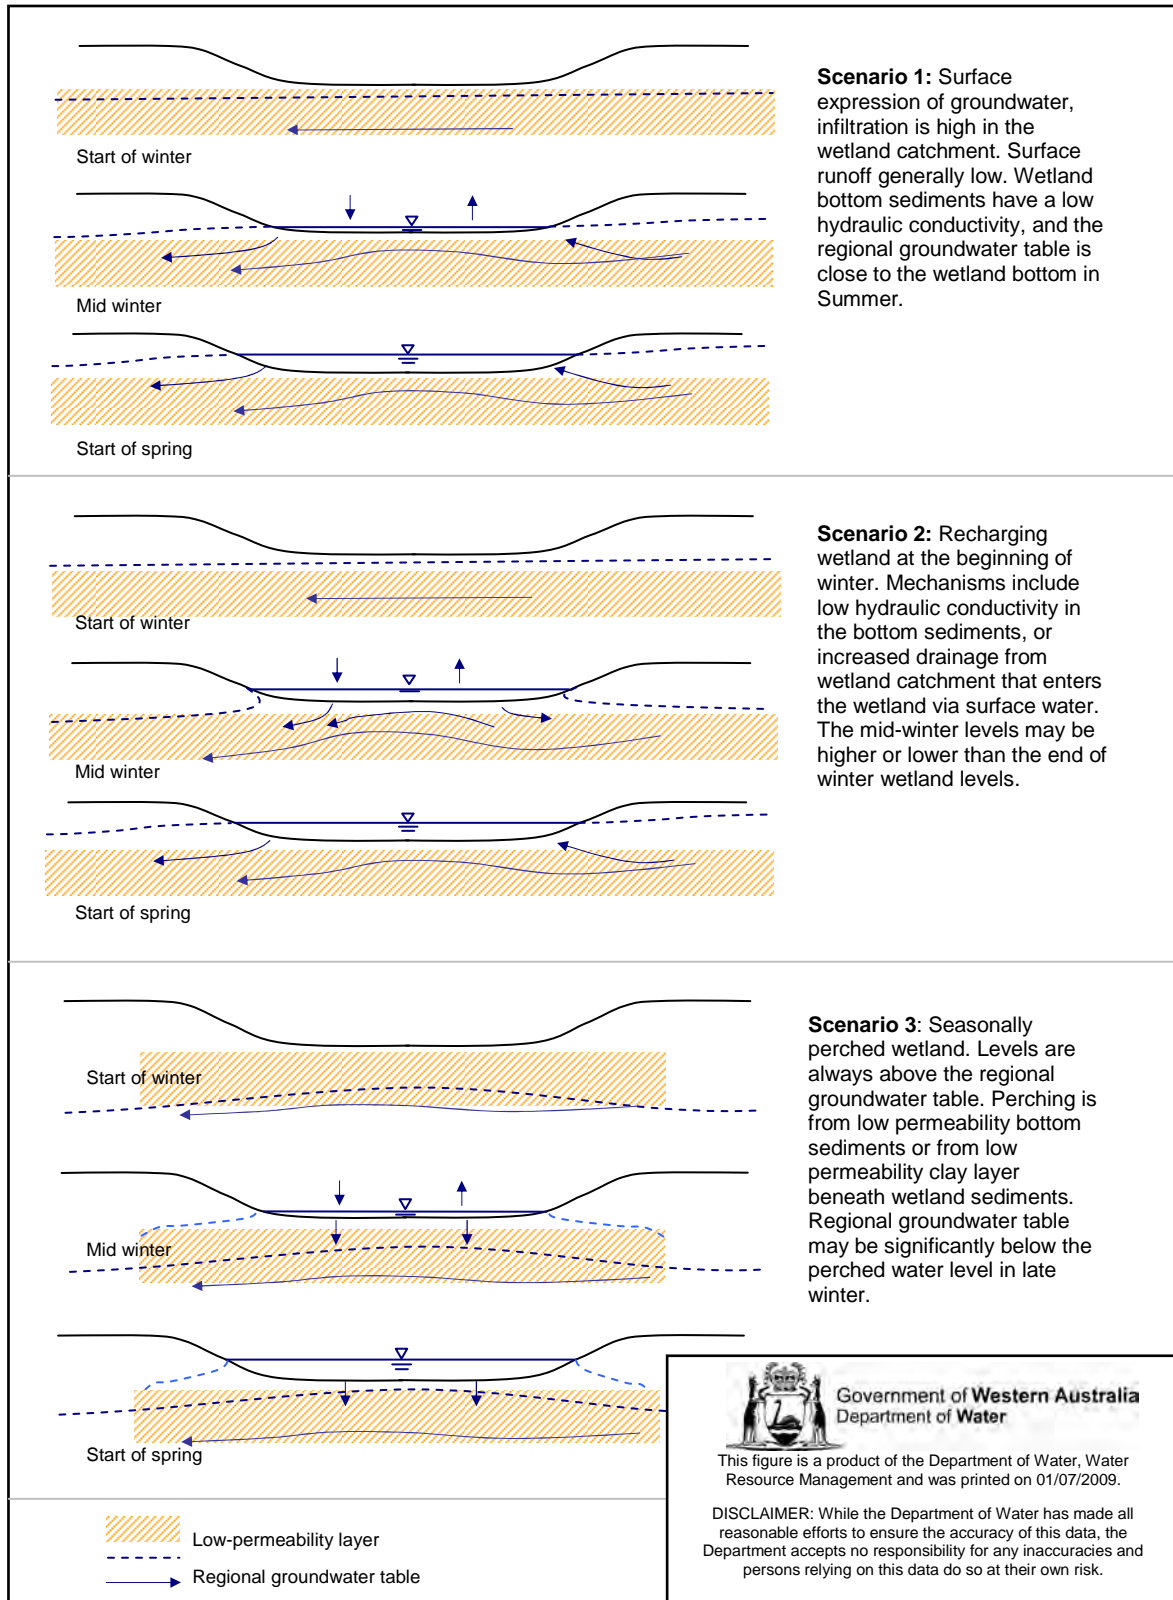 Scenario 1: Surface
expression of groundwater,
infiltration is high in the
wetland catchment. Surface
runoff generally low. Wetland
bottom sediments have a low
hydraulic conductivity, and the
regional groundwater table is
close to the wetland bottom in
Summer.
Start of winter
Mid winter
Start of spring
Scenario 2: Recharging
wetland at the beginning of
winter. Mechanisms include
low hydraulic conductivity in
the bottom sediments, or
increased drainage from
wetland catchment that enters
the wetland via surface water.
The mid-winter levels may be
higher or lower than the end of
winter wetland levels.
Start of winter
Mid winter
Start of spring
Scenario 3: Seasonally
perched wetland. Levels are
always above the regional
groundwater table. Perching is
from low permeability bottom
sediments or from low
permeability clay layer
beneath wetland sediments.
Regional groundwater table
may be significantly below the
perched water level in late
winter.
Start of winter
Mid winter
Start of spring
Low-permeability layer
Regional groundwater table
Government of Western Australia
Department of Water
This figure is a product of the Department of Water, Water
Resource Management and was printed on 01/07/2009.
DISCLAIMER: While the Department of Water has made all
reasonable efforts to ensure the accuracy of this data, the
Department accepts no responsibility for any inaccuracies and
persons relying on this data do so at their own risk.